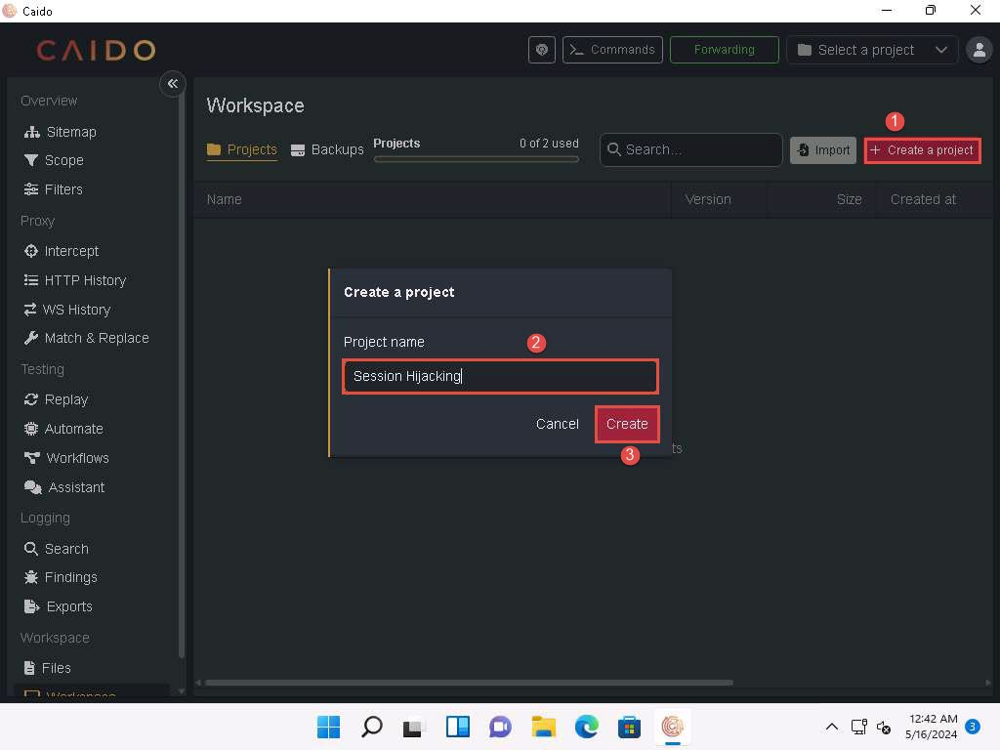 Caido
CAIDO
Commands
Forwarding
Select a project
Overview
Sitemap
Scope
Filters
Proxy
Intercept
HTTP History
WS History
Match & Replace
Testing
Replay
Automate
Workflows
Assistant
Logging
Search
Findings
Exports
Workspace
Files
Workspace
Workspace
1
Projects
Backups
Projects
0 of 2 used
Search...
Import
+ Create a project
Name
Version
Size
Created at
Create a project
Project name
2
Session Hijacking
Cancel
Create
3
ts
12:42 AM
5/16/2024
3